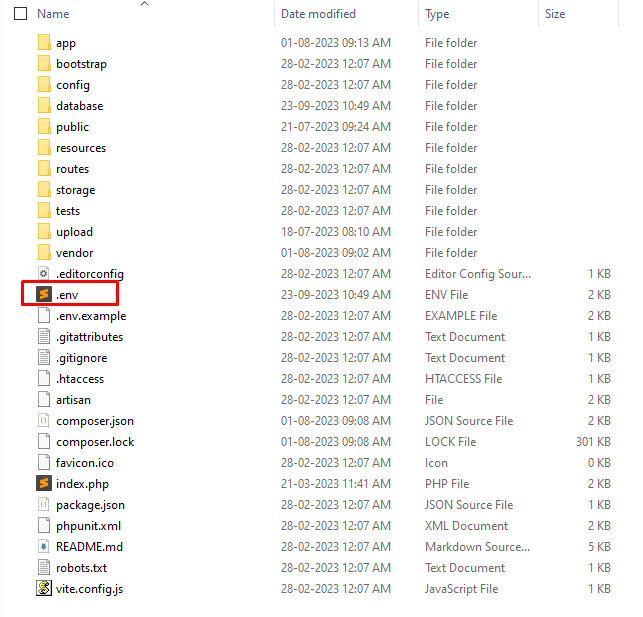 Name Date modified Type Size
app 01-08-2023 09:13 AM File folder
bootstrap 28-02-2023 12:07 AM File folder
config 28-02-2023 12:07 AM File folder
database 23-09-2023 10:49 AM File folder
public 21-07-2023 09:24 AM File folder
resources 28-02-2023 12:07 AM File folder
routes 28-02-2023 12:07 AM File folder
storage 28-02-2023 12:07 AM File folder
tests 28-02-2023 12:07 AM File folder
upload 18-07-2023 08:10 AM File folder
vendor 01-08-2023 09:02 AM File folder
.editorconfig 28-02-2023 12:07 AM Editor Config Sour... 1 KB
.env 23-09-2023 10:49 AM ENV File 2 KB
.env.example 28-02-2023 12:07 AM EXAMPLE File 2 KB
.gitattributes 28-02-2023 12:07 AM Text Document 1 KB
.gitignore 28-02-2023 12:07 AM Text Document 1 KB
.htaccess 28-02-2023 12:07 AM HTACCESS File 1 KB
artisan 28-02-2023 12:07 AM File 2 KB
composer.json 01-08-2023 09:08 AM JSON Source File 2 KB
composer.lock 01-08-2023 09:08 AM LOCK File 301 KB
favicon.ico 28-02-2023 12:07 AM Icon 0 KB
index.php 21-03-2023 11:41 AM PHP File 2 KB
package.json 28-02-2023 12:07 AM JSON Source File 1 KB
phpunit.xml 28-02-2023 12:07 AM XML Document 2 KB
README.md 28-02-2023 12:07 AM Markdown Source... 5 KB
robots.txt 28-02-2023 12:07 AM Text Document 1 KB
vite.config.js 28-02-2023 12:07 AM JavaScript File 1 KB